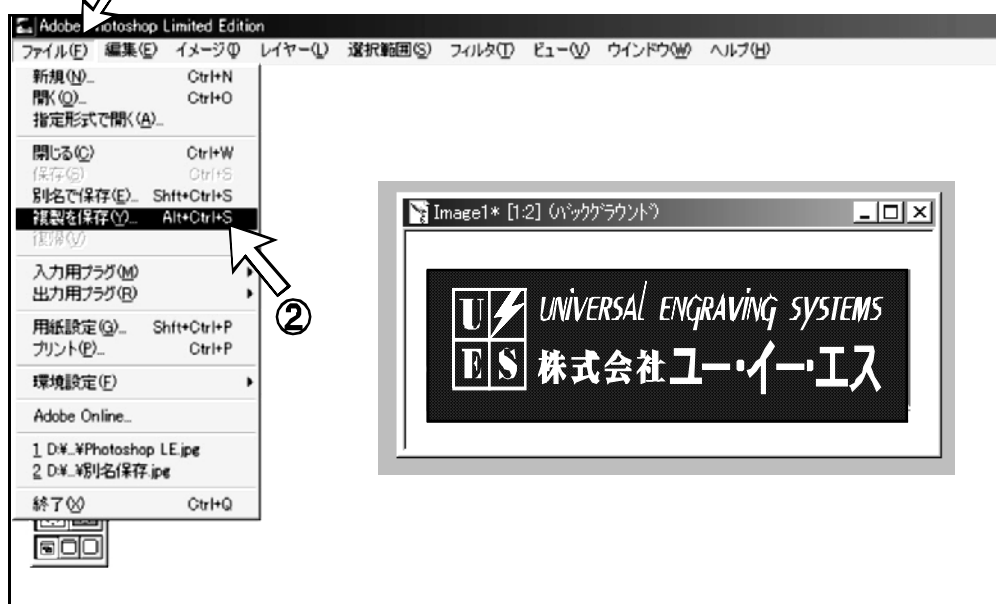 Adobe Photoshop Limited Edition
ファイル(F) 編集(E) イメージ(I) レイヤー(L) 選択範囲(S) フィルタ(T) ビュー(V) ウインドウ(W) ヘルプ(H)
新規(N)... Ctrl+N
開く(O)... Ctrl+O
指定形式で開く(A)...
閉じる(C) Ctrl+W
保存(S) Ctrl+S
別名で保存(E)... Shft+Ctrl+S
複製を保存(Y)... Alt+Ctrl+S
復帰(V)
入力用プラグ(M)
出力用プラグ(R)
用紙設定(G)... Shft+Ctrl+P
プリント(P)... Ctrl+P
環境設定(F)
Adobe Online...
1 D:¥...¥Photoshop LE.jpg
2 D:¥...¥別名保存.jpg
終了(X) Ctrl+Q
②
Image1* [1:2] (バックグラウンド)
U
E S
UNIVERSAL ENGRAVING SYSTEMS
株式会社ユー・イー・エス